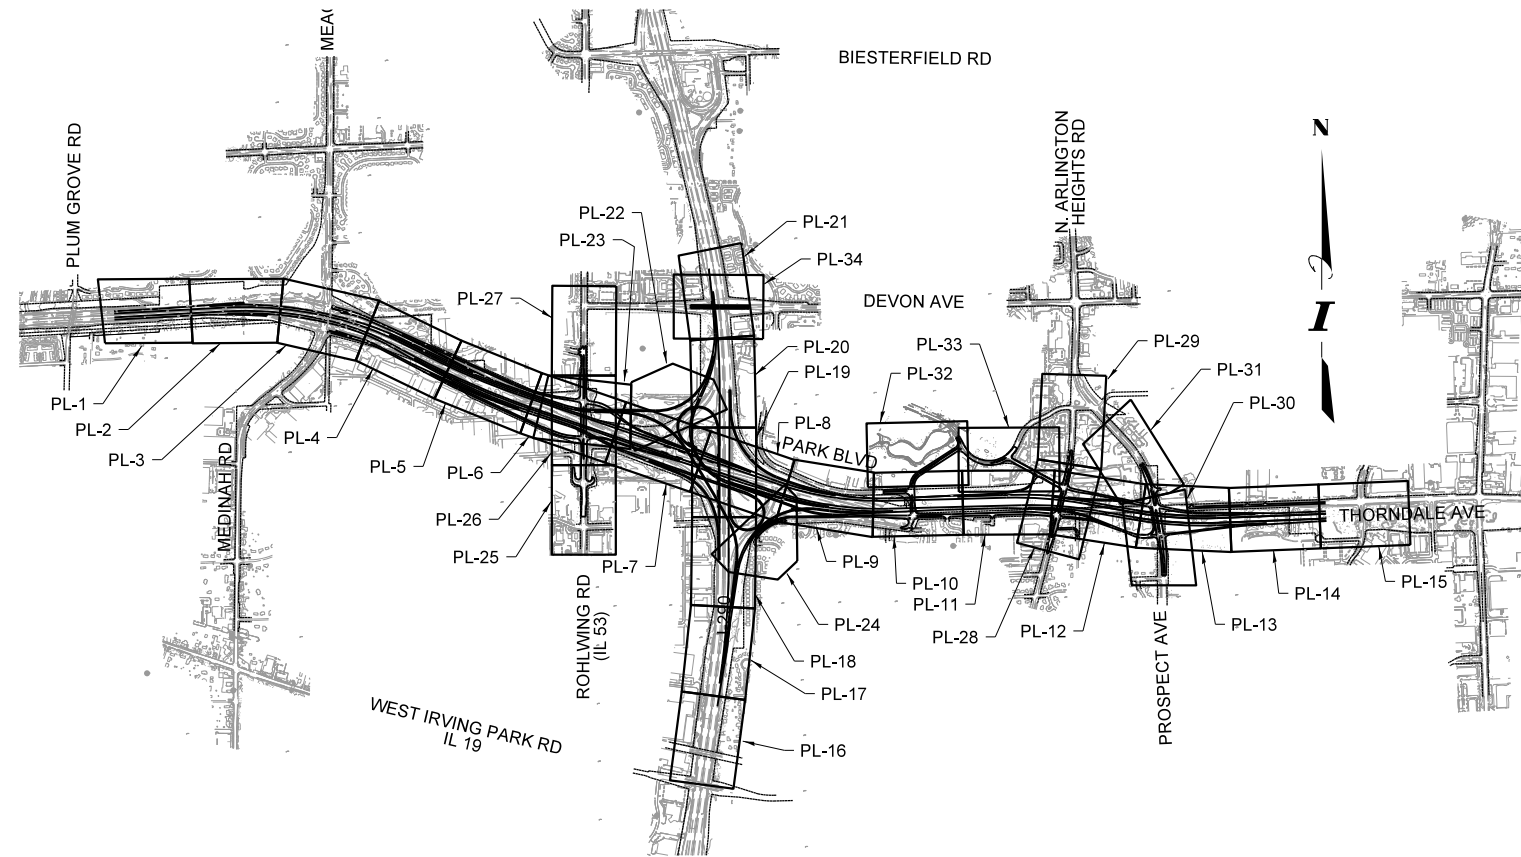 MEAC
BIESTERFIELD RD
N
N. ARLINGTON
HEIGHTS RD
PLUM GROVE RD
PL-22
PL-21
PL-23
PL-34
PL-27
DEVON AVE
PL-33
PL-29
PL-20
PL-31
PL-32
PL-19
PL-30
PL-1
PL-2
PL-3
PL-4
PL-8
PARK BLVD
PL-5
PL-6
I
MEDINAH RD
THORNDALE AVE
PL-26
PL-25
PL-7
PL-9
PL-10
PL-11
PL-15
PL-14
ROHLWING RD
(IL 53)
I-290
PL-24
PL-28
PL-12
PL-13
PL-18
PL-17
PROSPECT AVE
WEST IRVING PARK RD
IL 19
PL-16